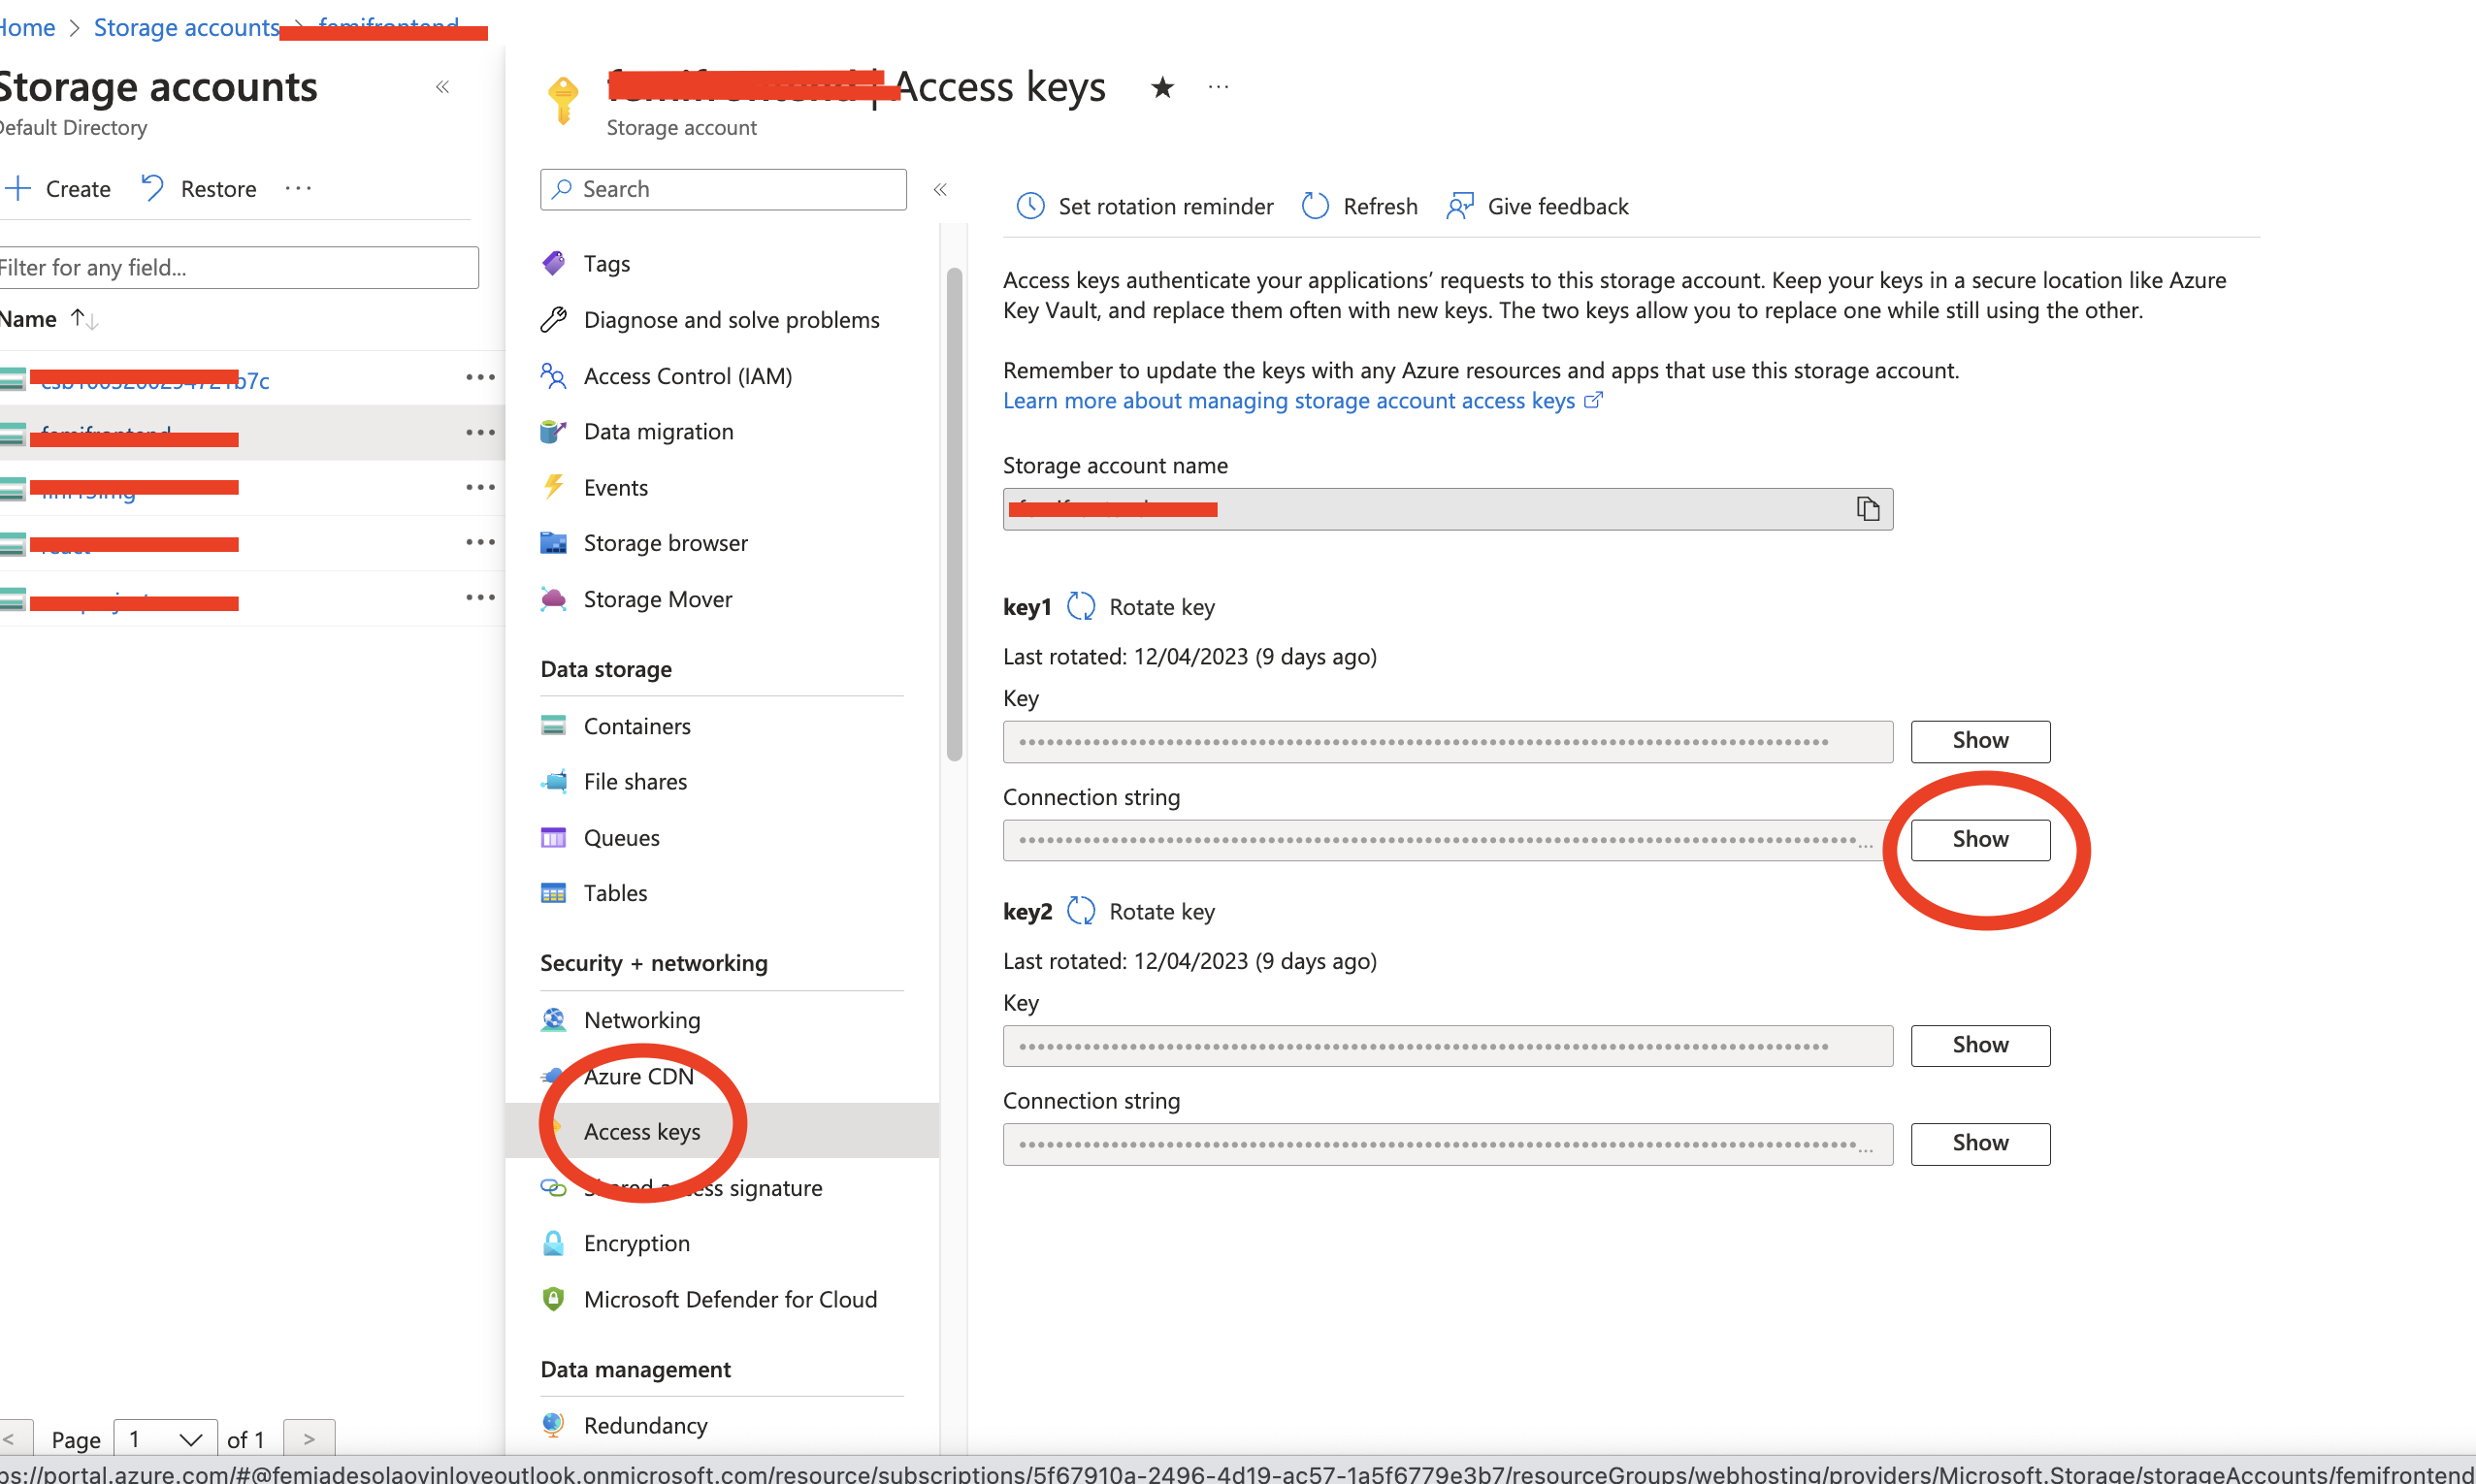 Home > Storage accounts > femifrontend
Storage accounts
Default Directory
Create
Restore
Filter for any field...
Name
Page 1 of 1
| Access keys
Storage account
Search
Tags
Diagnose and solve problems
Access Control (IAM)
Data migration
Events
Storage browser
Storage Mover
Data storage
Containers
File shares
Queues
Tables
Security + networking
Networking
Azure CDN
Access keys
Shared access signature
Encryption
Microsoft Defender for Cloud
Data management
Redundancy
Set rotation reminder
Refresh
Give feedback
Access keys authenticate your applications’ requests to this storage account. Keep your keys in a secure location like Azure
Key Vault, and replace them often with new keys. The two keys allow you to replace one while still using the other.
Remember to update the keys with any Azure resources and apps that use this storage account.
Learn more about managing storage account access keys
Storage account name
key1 Rotate key
Last rotated: 12/04/2023 (9 days ago)
Key
Show
Connection string
Show
key2 Rotate key
Last rotated: 12/04/2023 (9 days ago)
Key
Show
Connection string
Show
ps://portal.azure.com/#@femiadesolaoyinloveoutlook.onmicrosoft.com/resource/subscriptions/5f67910a-2496-4d19-ac57-1a5f6779e3b7/resourceGroups/webhosting/providers/Microsoft.Storage/storageAccounts/femifrontend